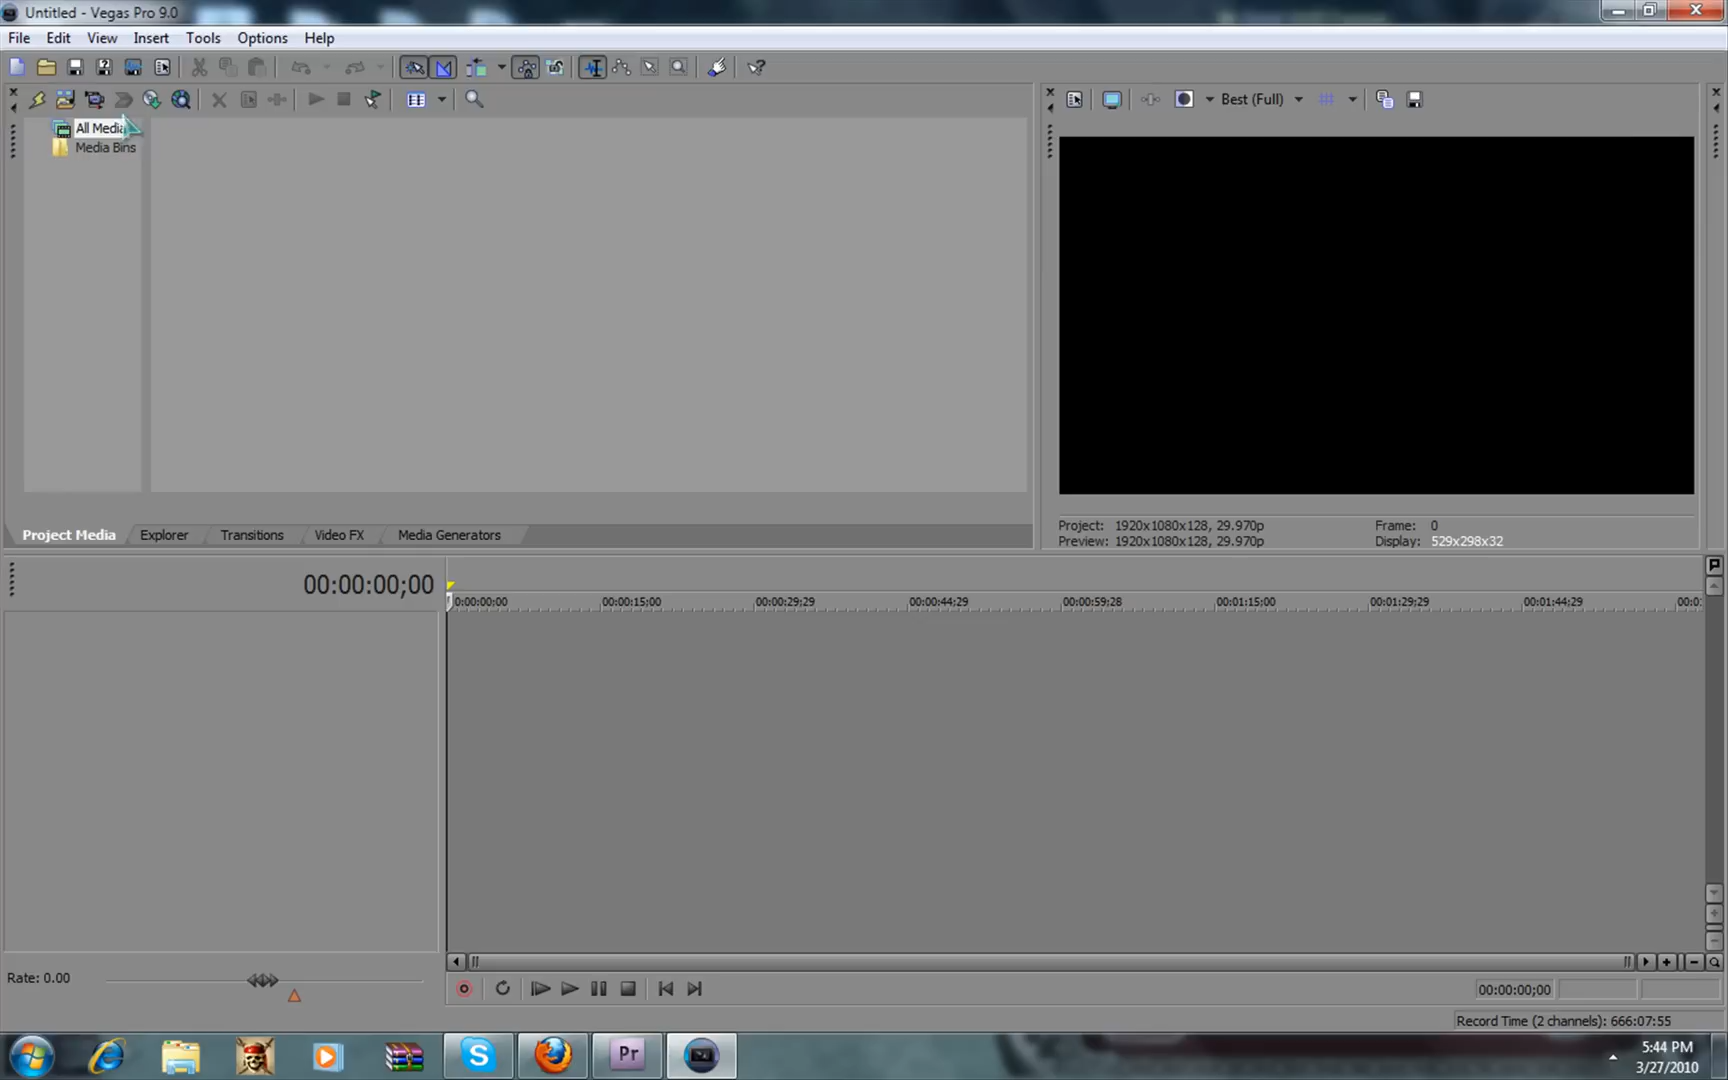 Untitled - Vegas Pro 9.0
File Edit View Insert Tools Options Help
Best (Full)
All Media
Media Bins
Project: 1920x1080x128, 29.970p Frame: 0
Preview: 1920x1080x128, 29.970p Display: 529x298x32
Project Media Explorer Transitions Video FX Media Generators
00:00:00;00
0:00:00;00 00:00:15;00 00:00:29;29 00:00:44;29 00:00:59;28 00:01:15;00 00:01:29;29 00:01:44;29 00:0
Rate: 0.00
00:00:00;00
Record Time (2 channels): 666:07:55
Pr
5:44 PM
3/27/2010